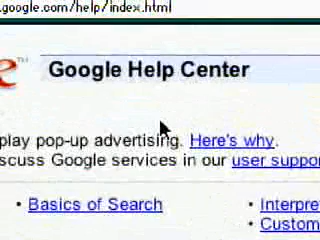 .google.com/help/index.html
e™
Google Help Center
play pop-up advertising. Here's why.
scuss Google services in our user suppor
• Basics of Search
• Interpre
• Custom